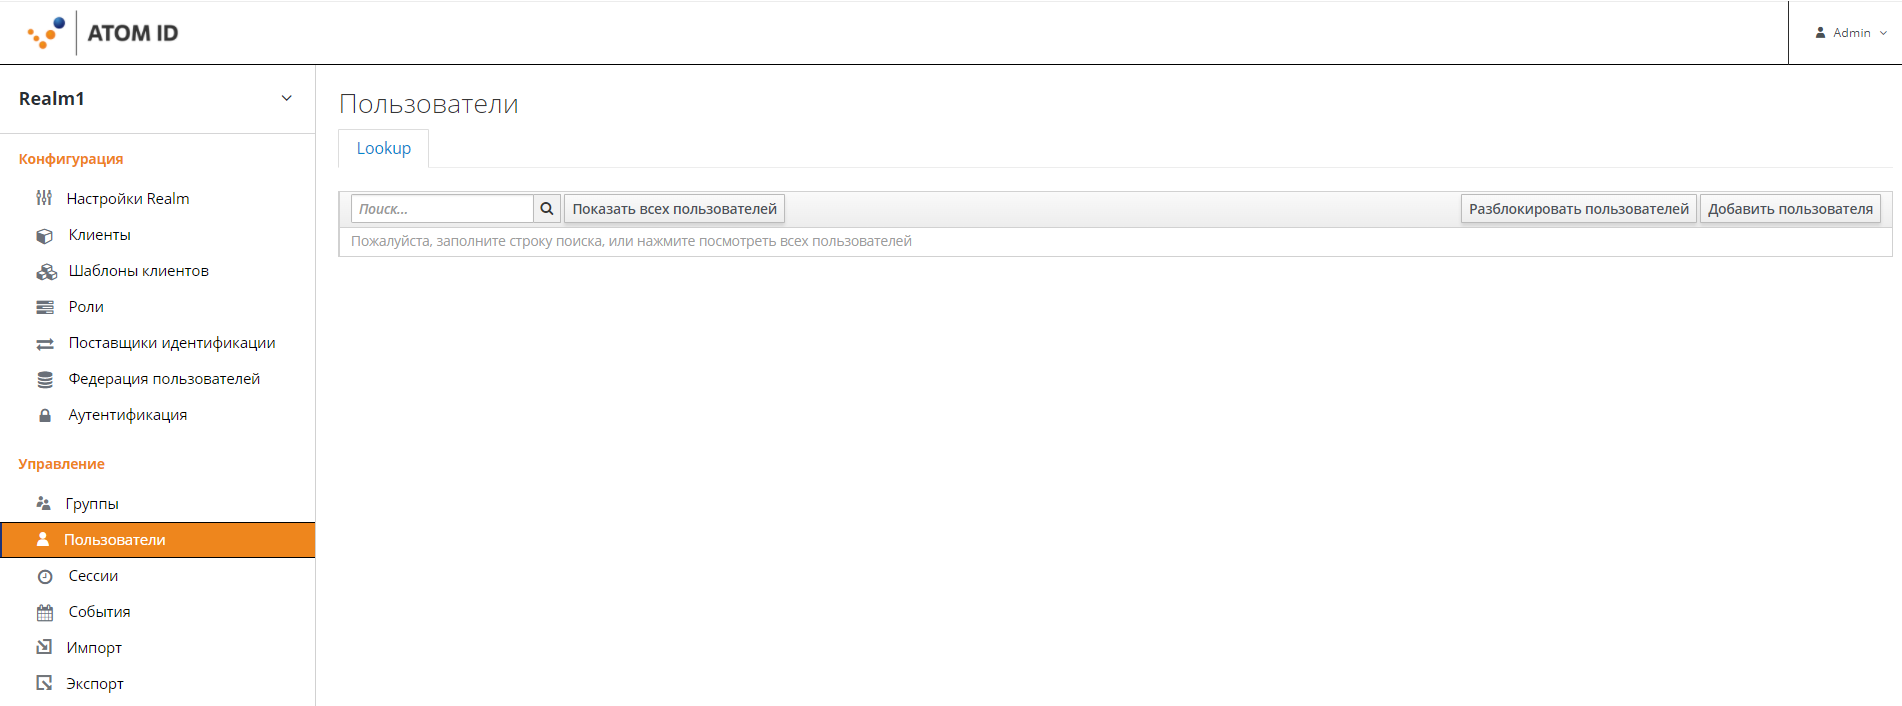 ATOM ID
Admin
Realm1
Конфигурация
Настройки Realm
Клиенты
Шаблоны клиентов
Роли
Поставщики идентификации
Федерация пользователей
Аутентификация
Управление
Группы
Пользователи
Сессии
События
Импорт
Экспорт
Пользователи
Lookup
Поиск... Показать всех пользователей Разблокировать пользователей Добавить пользователя
Пожалуйста, заполните строку поиска, или нажмите посмотреть всех пользователей